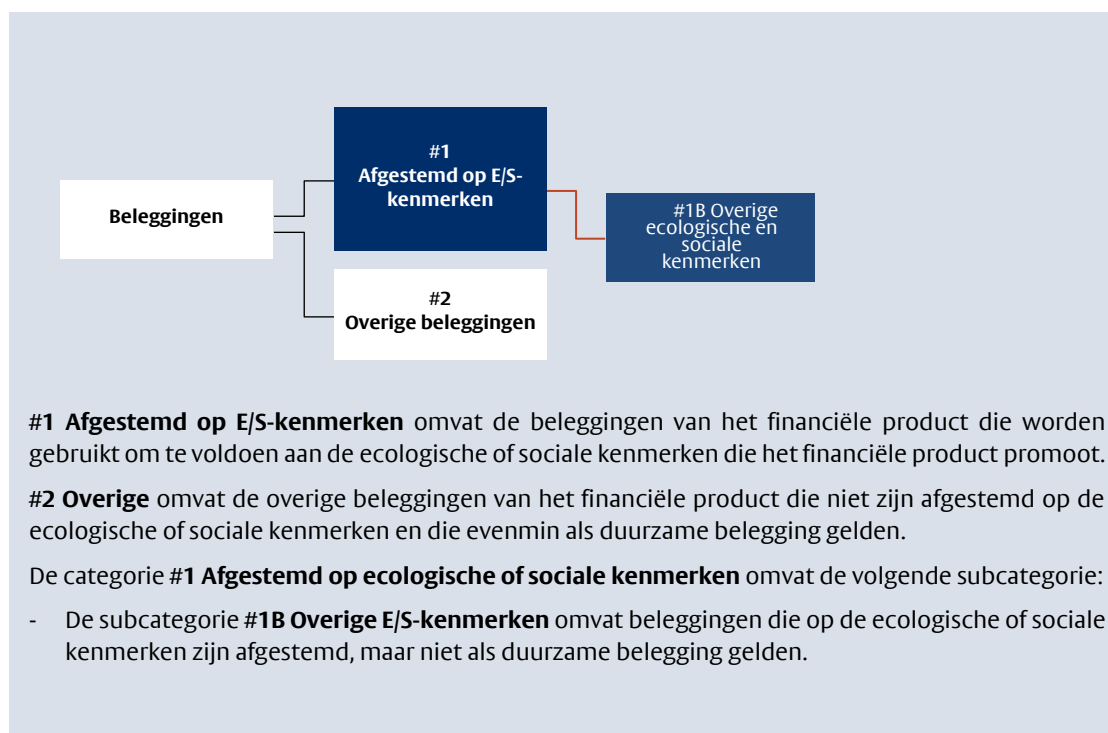 #1
Afgestemd op E/S-
kenmerken
Beleggingen
#1B Overige
ecologische en
sociale
kenmerken
#2
Overige beleggingen
#1 Afgestemd op E/S-kenmerken omvat de beleggingen van het financiële product die worden
gebruikt om te voldoen aan de ecologische of sociale kenmerken die het financiële product promoot.
#2 Overige omvat de overige beleggingen van het financiële product die niet zijn afgestemd op de
ecologische of sociale kenmerken en die evenmin als duurzame belegging gelden.
De categorie #1 Afgestemd op ecologische of sociale kenmerken omvat de volgende subcategorie:
- De subcategorie #1B Overige E/S-kenmerken omvat beleggingen die op de ecologische of sociale
kenmerken zijn afgestemd, maar niet als duurzame belegging gelden.